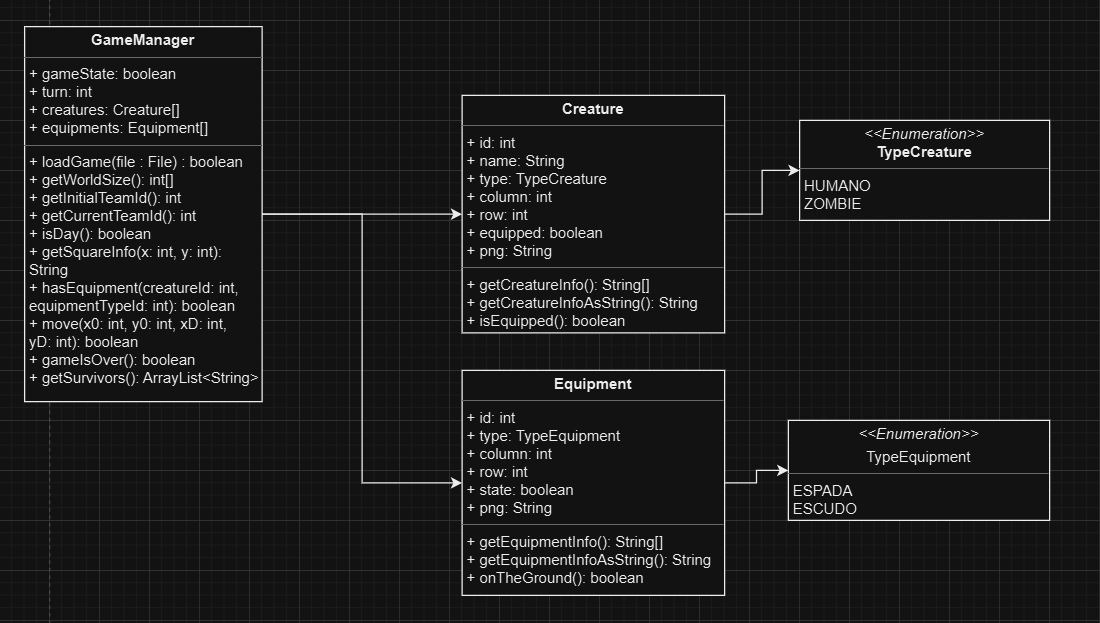 GameManager
+ gameState: boolean
+ turn: int
+ creatures: Creature[]
+ equipments: Equipment[]
+ loadGame(file : File) : boolean
+ getWorldSize(): int[]
+ getInitialTeamId(): int
+ getCurrentTeamId(): int
+ isDay(): boolean
+ getSquareInfo(x: int, y: int):
String
+ hasEquipment(creatureId: int,
equipmentTypeId: int): boolean
+ move(x0: int, y0: int, xD: int,
yD: int): boolean
+ gameIsOver(): boolean
+ getSurvivors(): ArrayList<String>
Creature
+ id: int
+ name: String
+ type: TypeCreature
+ column: int
+ row: int
+ equipped: boolean
+ png: String
+ getCreatureInfo(): String[]
+ getCreatureInfoAsString(): String
+ isEquipped(): boolean
<<Enumeration>>
TypeCreature
HUMANO
ZOMBIE
Equipment
+ id: int
+ type: TypeEquipment
+ column: int
+ row: int
+ state: boolean
+ png: String
+ getEquipmentInfo(): String[]
+ getEquipmentInfoAsString(): String
+ onTheGround(): boolean
<<Enumeration>>
TypeEquipment
ESPADA
ESCUDO